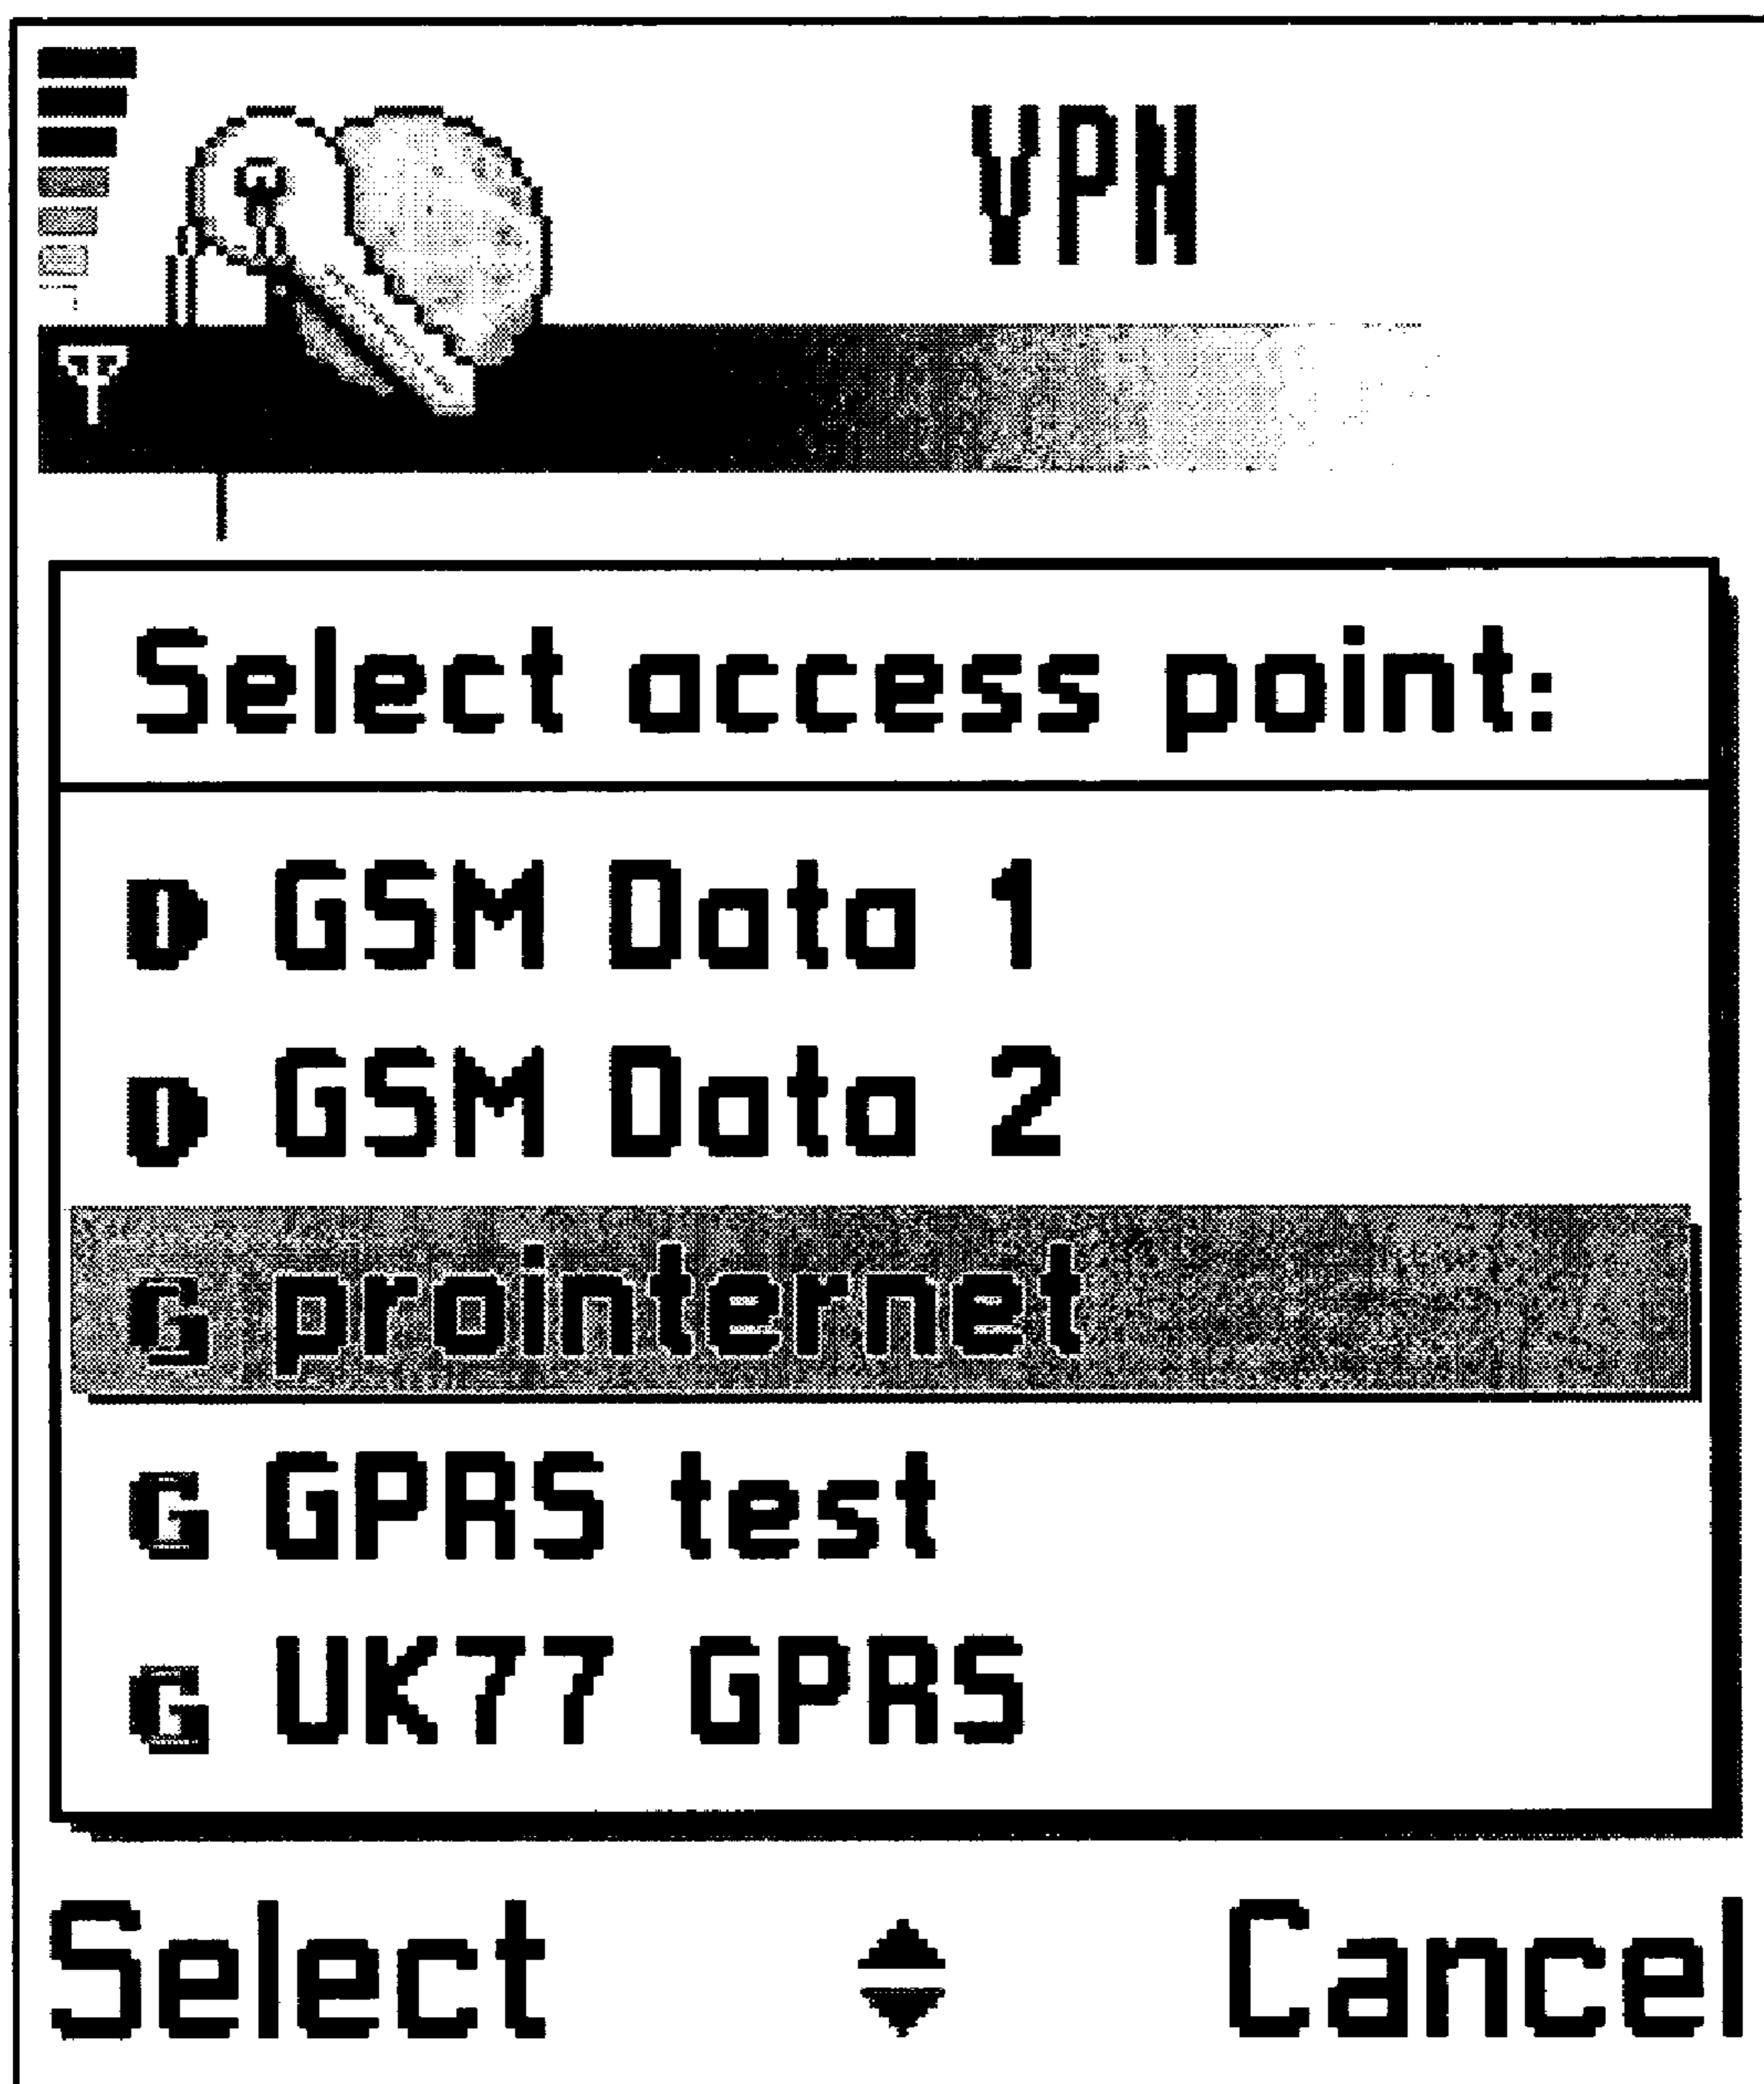 VPN
Select access point:
D GSM Data 1
D GSM Data 2
G prointernet
G GPRS test
G UK77 GPRS
Select Cancel